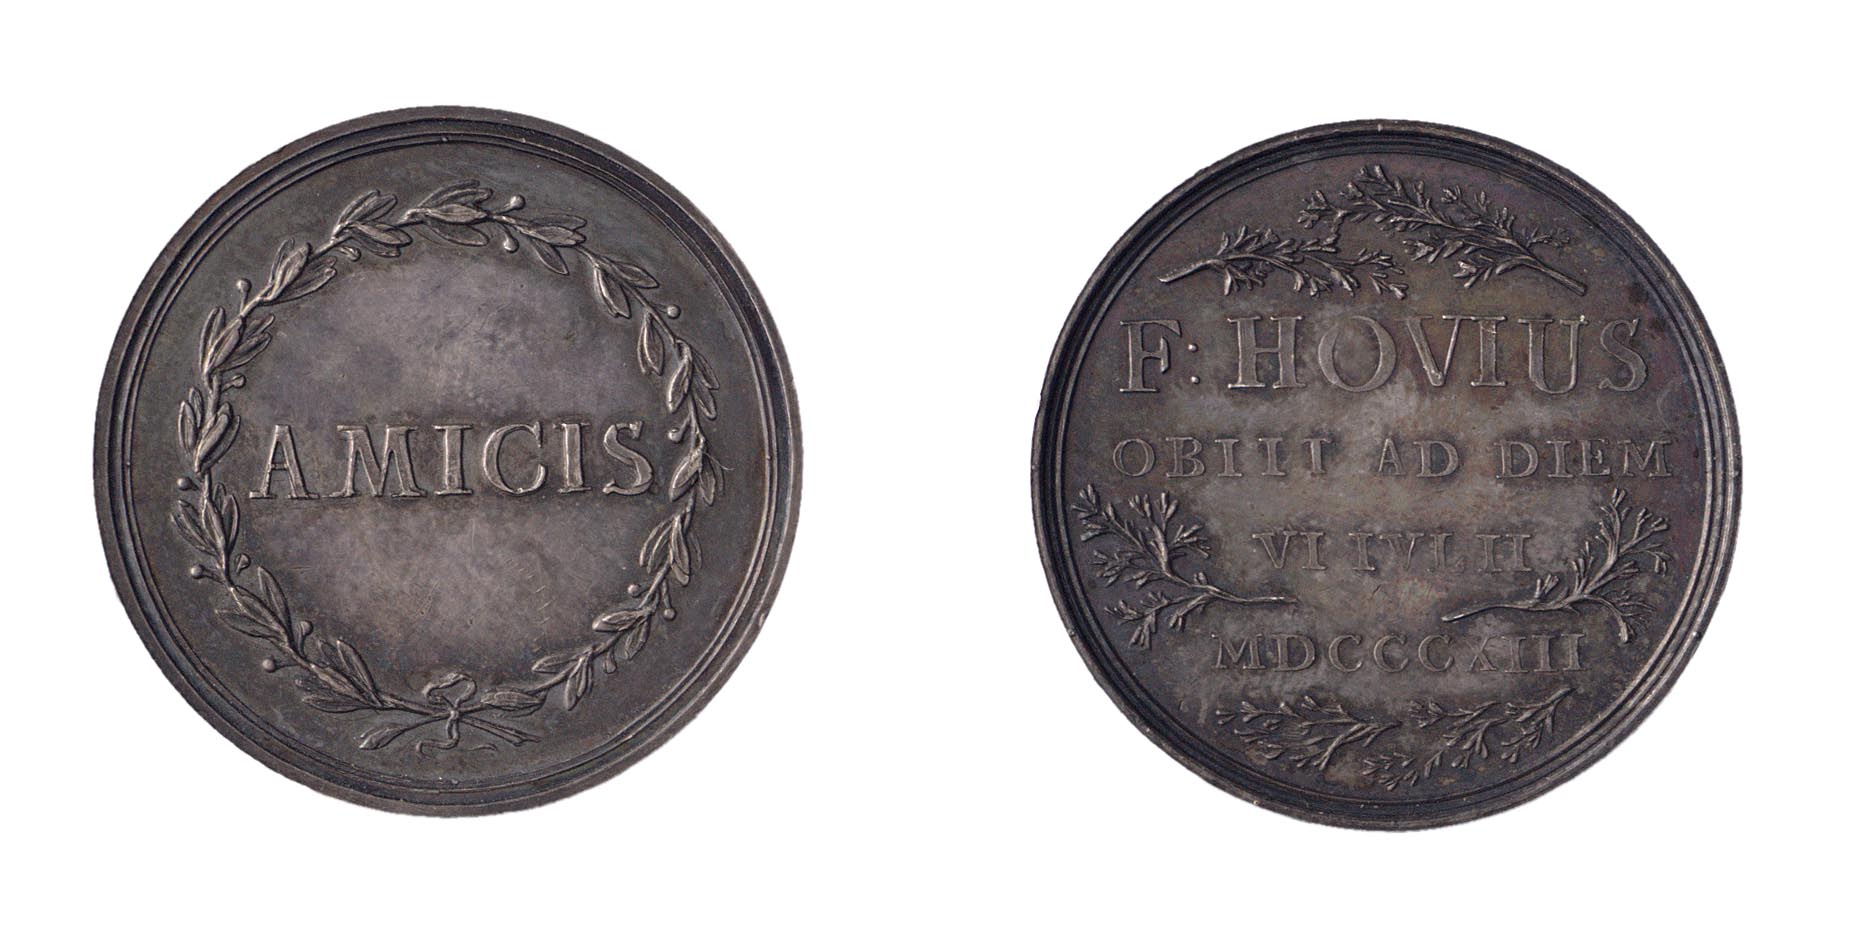 AMICIS
F: HOVIUS
OBIIT AD DIEM
VI IVLII
MDCCCXIII